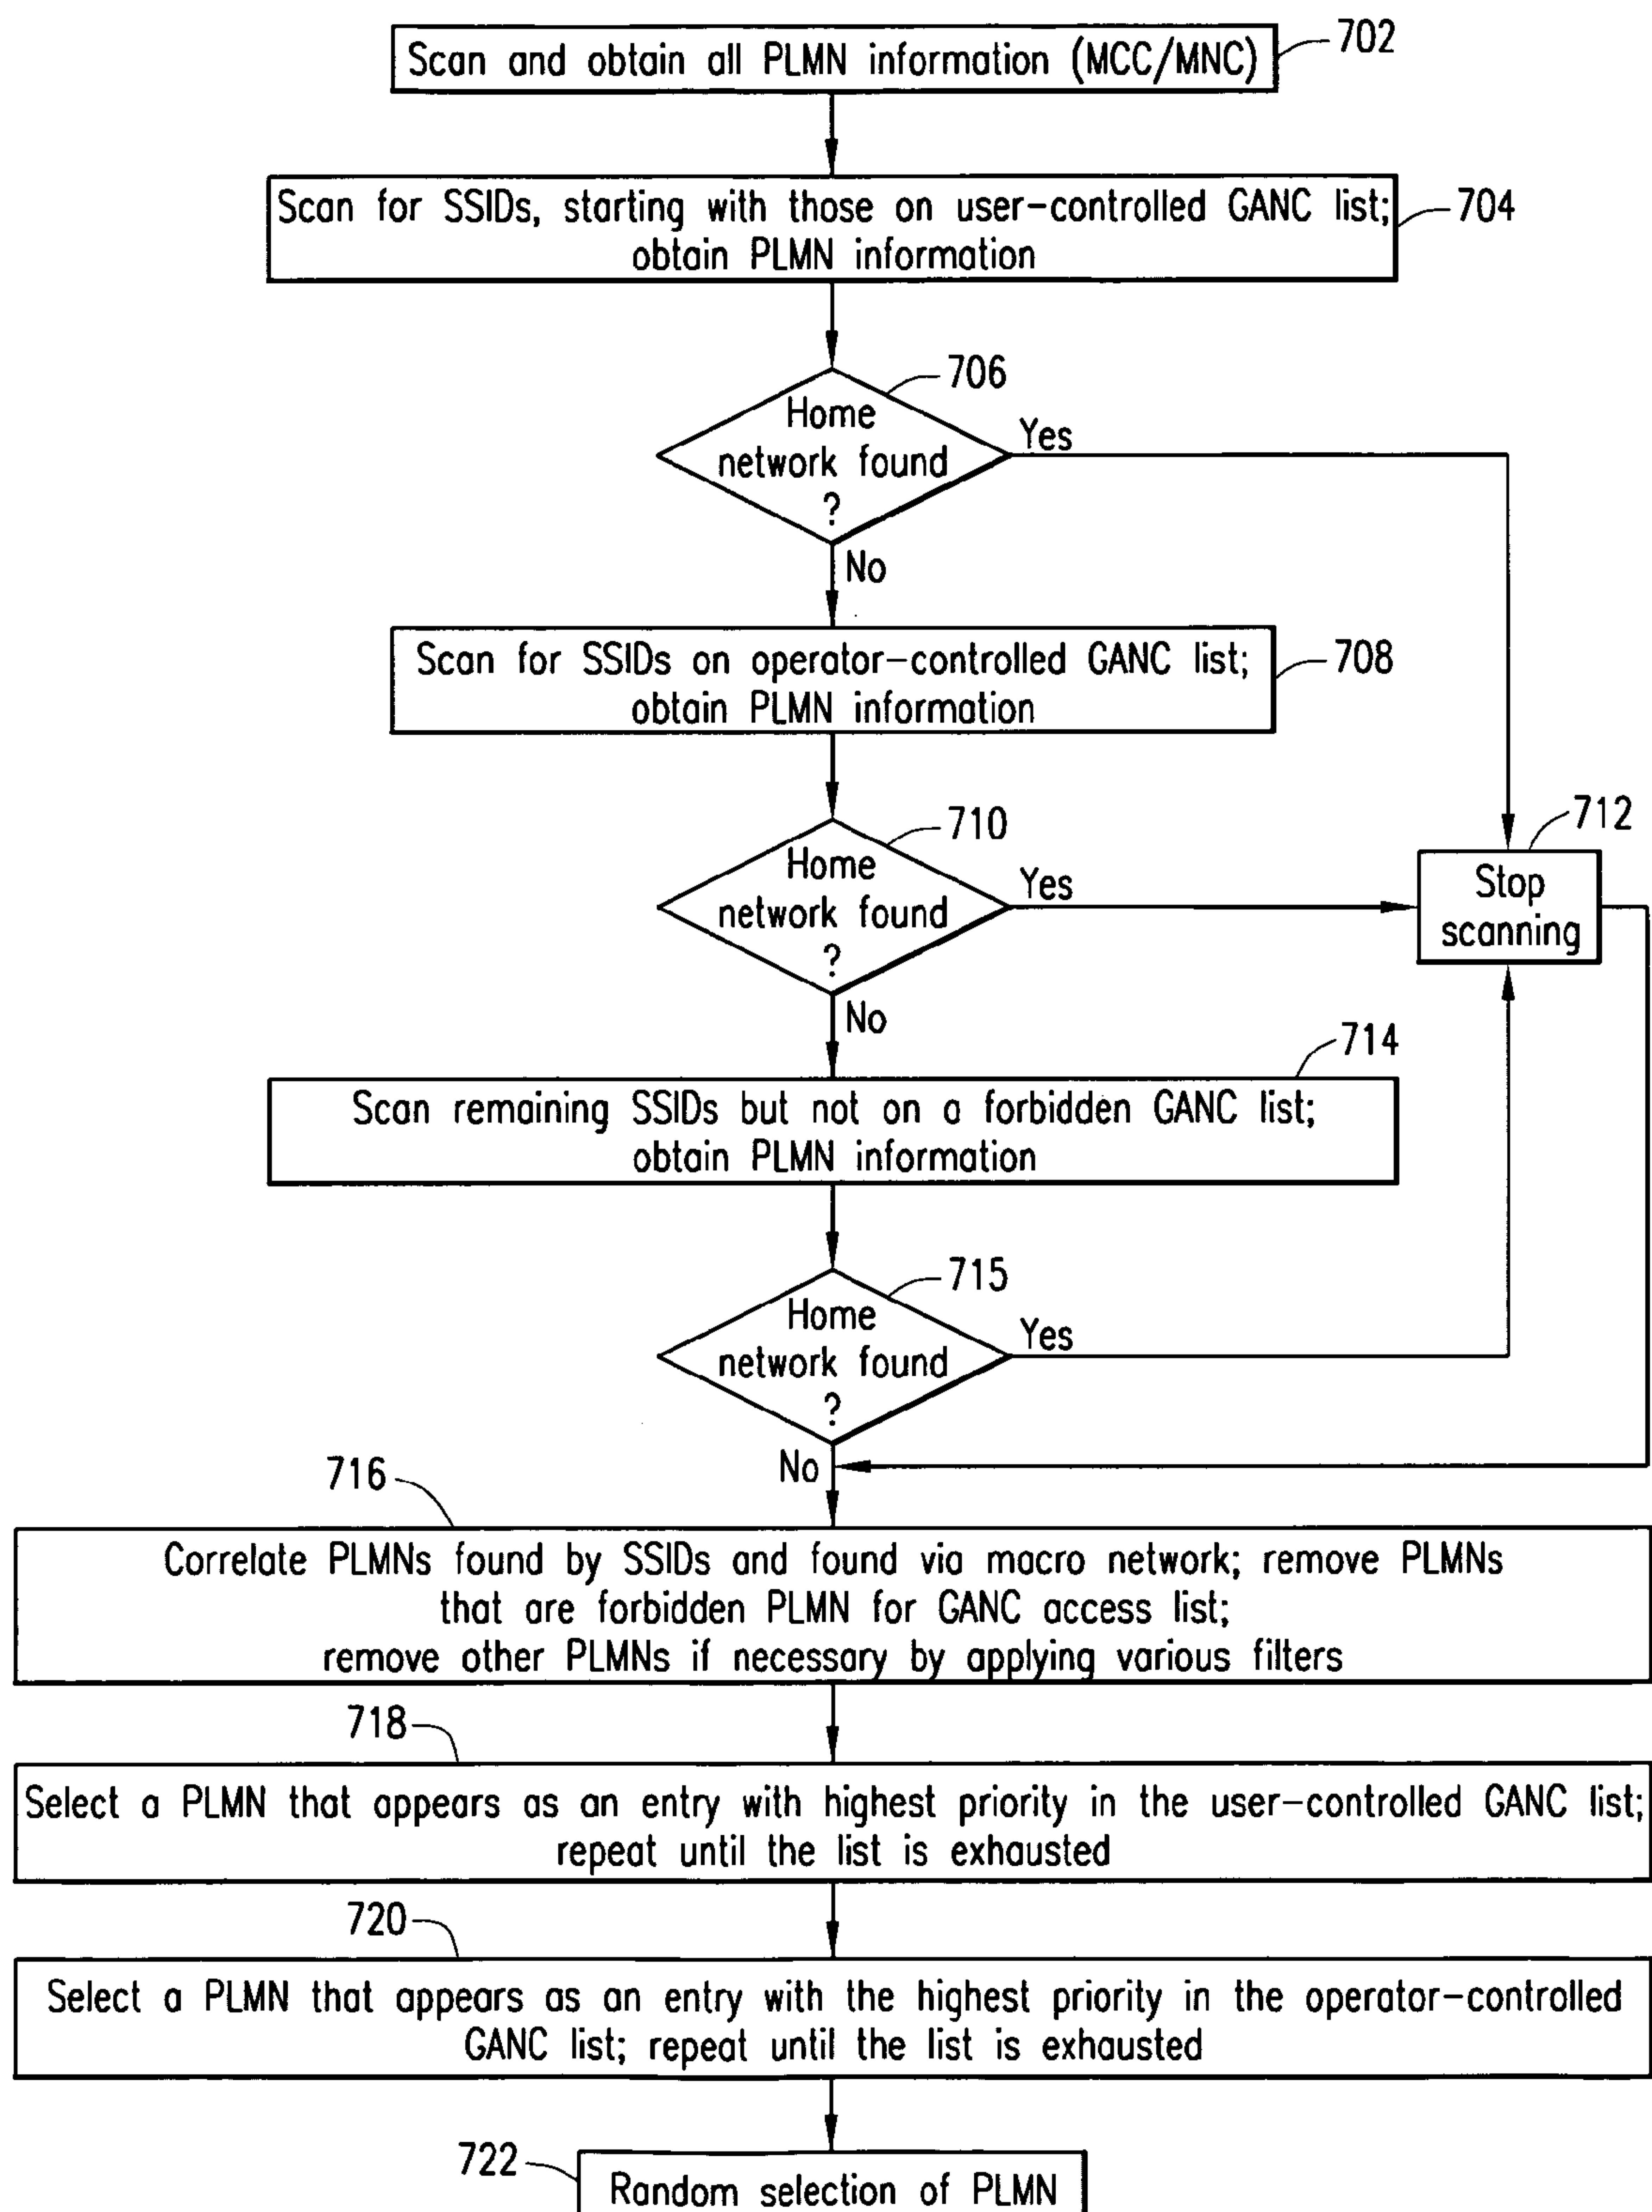 Scan and obtain all PLMN information (MCC/MNC)
702
Scan for SSIDs, starting with those on user-controlled GANC list;
obtain PLMN information
704
706
Home
network found
?
Yes
No
Scan for SSIDs on operator-controlled GANC list;
obtain PLMN information
708
710
Home
network found
?
Yes
No
712
Stop
scanning
714
Scan remaining SSIDs but not on a forbidden GANC list;
obtain PLMN information
715
Home
network found
?
Yes
No
716
Correlate PLMNs found by SSIDs and found via macro network; remove PLMNs
that are forbidden PLMN for GANC access list;
remove other PLMNs if necessary by applying various filters
718
Select a PLMN that appears as an entry with highest priority in the user-controlled GANC list;
repeat until the list is exhausted
720
Select a PLMN that appears as an entry with the highest priority in the operator-controlled
GANC list; repeat until the list is exhausted
722
Random selection of PLMN